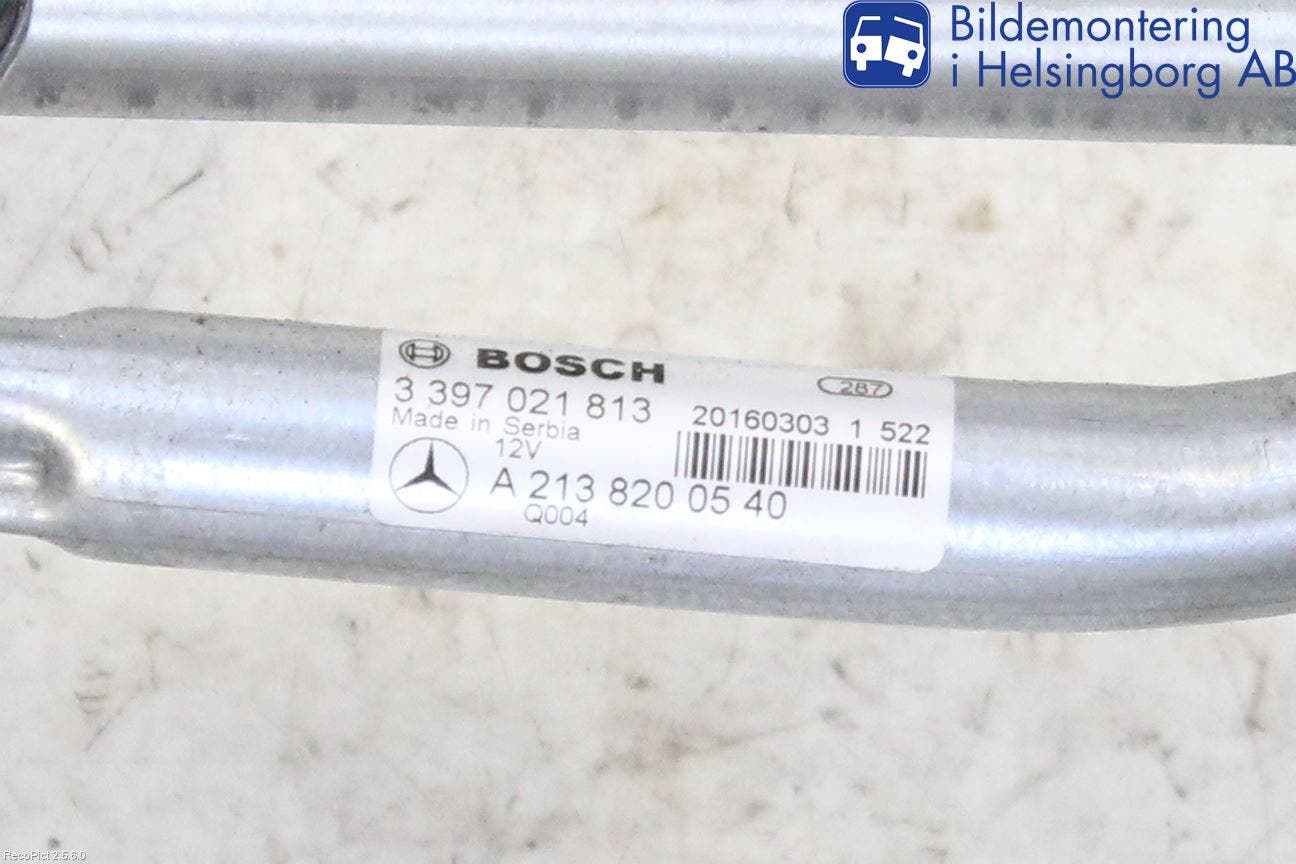 Bildemontering
i Helsingborg AB
BOSCH
287
3 397 021 813
20160303 1 522
Made in Serbia
12V
A 213 820 05 40
Q004
RecoPict 2.5.6.0